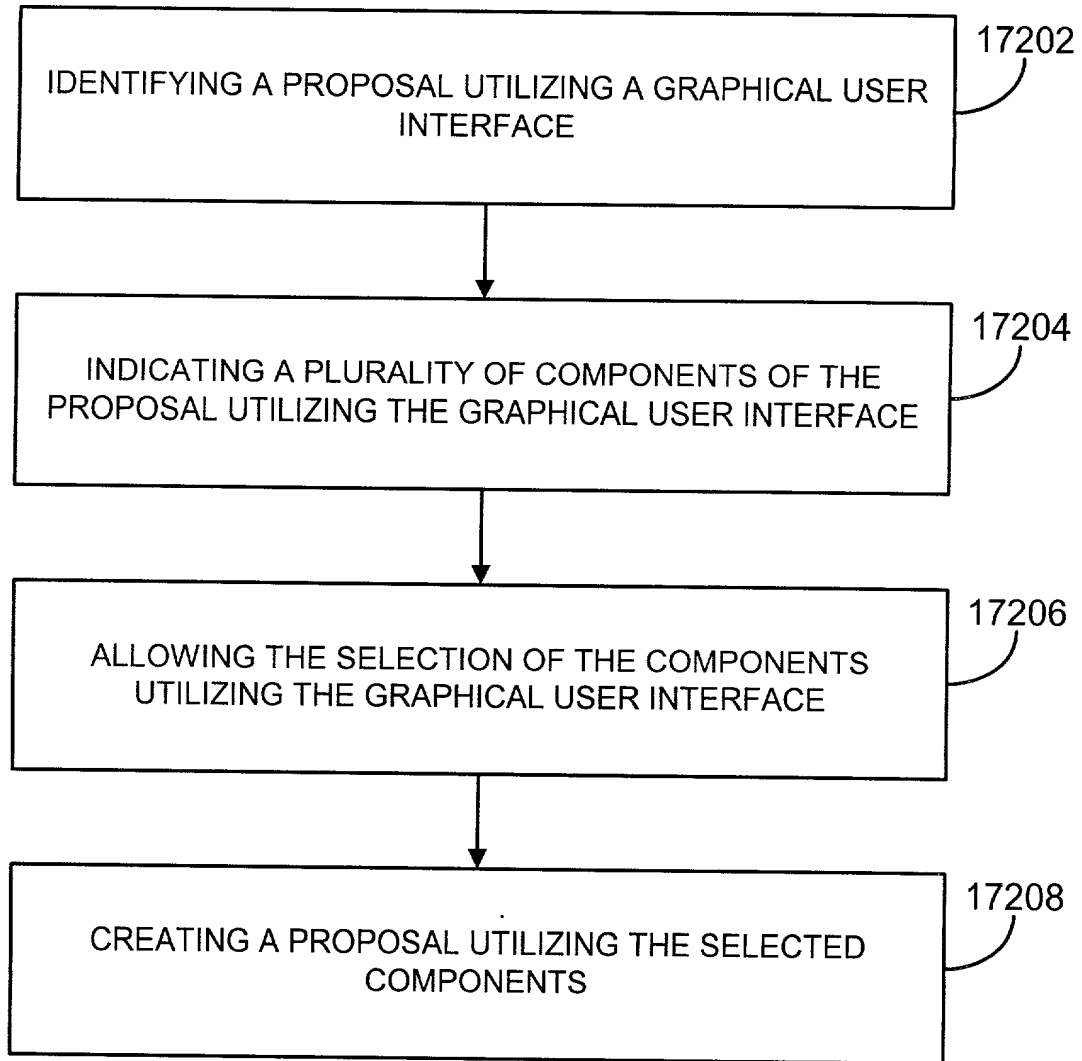 17202
IDENTIFYING A PROPOSAL UTILIZING A GRAPHICAL USER
INTERFACE
17204
INDICATING A PLURALITY OF COMPONENTS OF THE
PROPOSAL UTILIZING THE GRAPHICAL USER INTERFACE
17206
ALLOWING THE SELECTION OF THE COMPONENTS
UTILIZING THE GRAPHICAL USER INTERFACE
17208
CREATING A PROPOSAL UTILIZING THE SELECTED
COMPONENTS